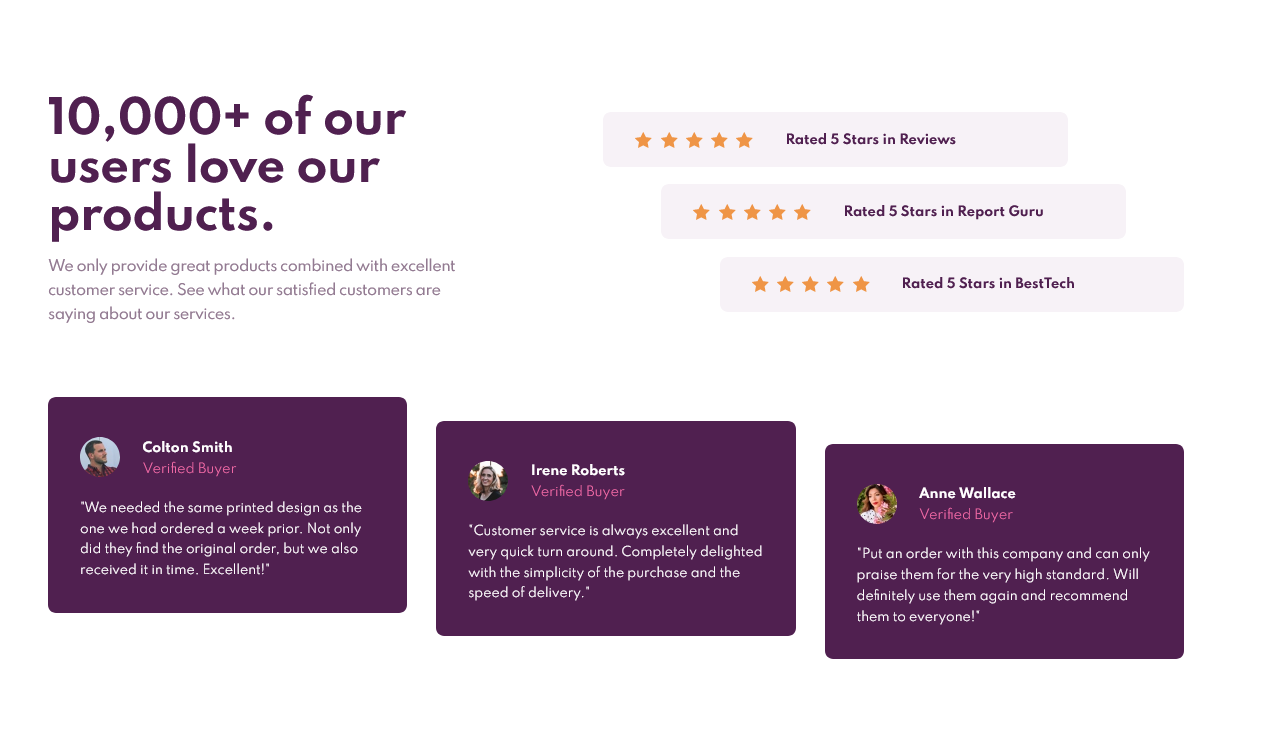 10,000+ of our
users love our
products.
We only provide great products combined with excellent
customer service. See what our satisfied customers are
saying about our services.
Rated 5 Stars in Reviews
Rated 5 Stars in Report Guru
Rated 5 Stars in BestTech
Colton Smith
Verified Buyer
"We needed the same printed design as the
one we had ordered a week prior. Not only
did they find the original order, but we also
received it in time. Excellent!"
Irene Roberts
Verified Buyer
"Customer service is always excellent and
very quick turn around. Completely delighted
with the simplicity of the purchase and the
speed of delivery."
Anne Wallace
Verified Buyer
"Put an order with this company and can only
praise them for the very high standard. Will
definitely use them again and recommend
them to everyone!"